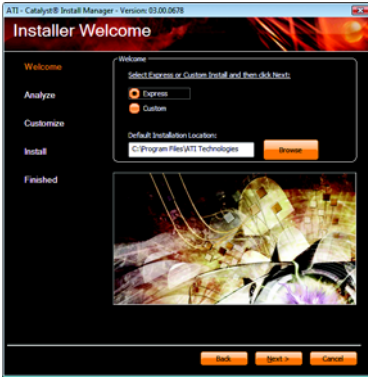 ATI - Catalyst® Install Manager - Version: 03.00.0678
Installer Welcome
Welcome
Analyze
Customize
Install
Finished
Welcome
Select Express or Custom Install and then click Next:
Express
Custom
Default Installation Location:
C:\Program Files\ATI Technologies
Browse
Back
Next >
Cancel